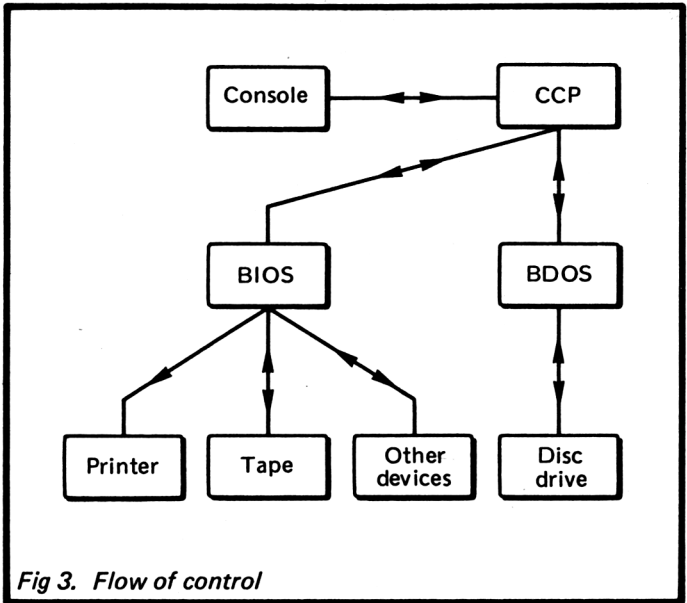 Console
CCP
BIOS
BDOS
Printer
Tape
Other
devices
Disc
drive
Fig 3. Flow of control